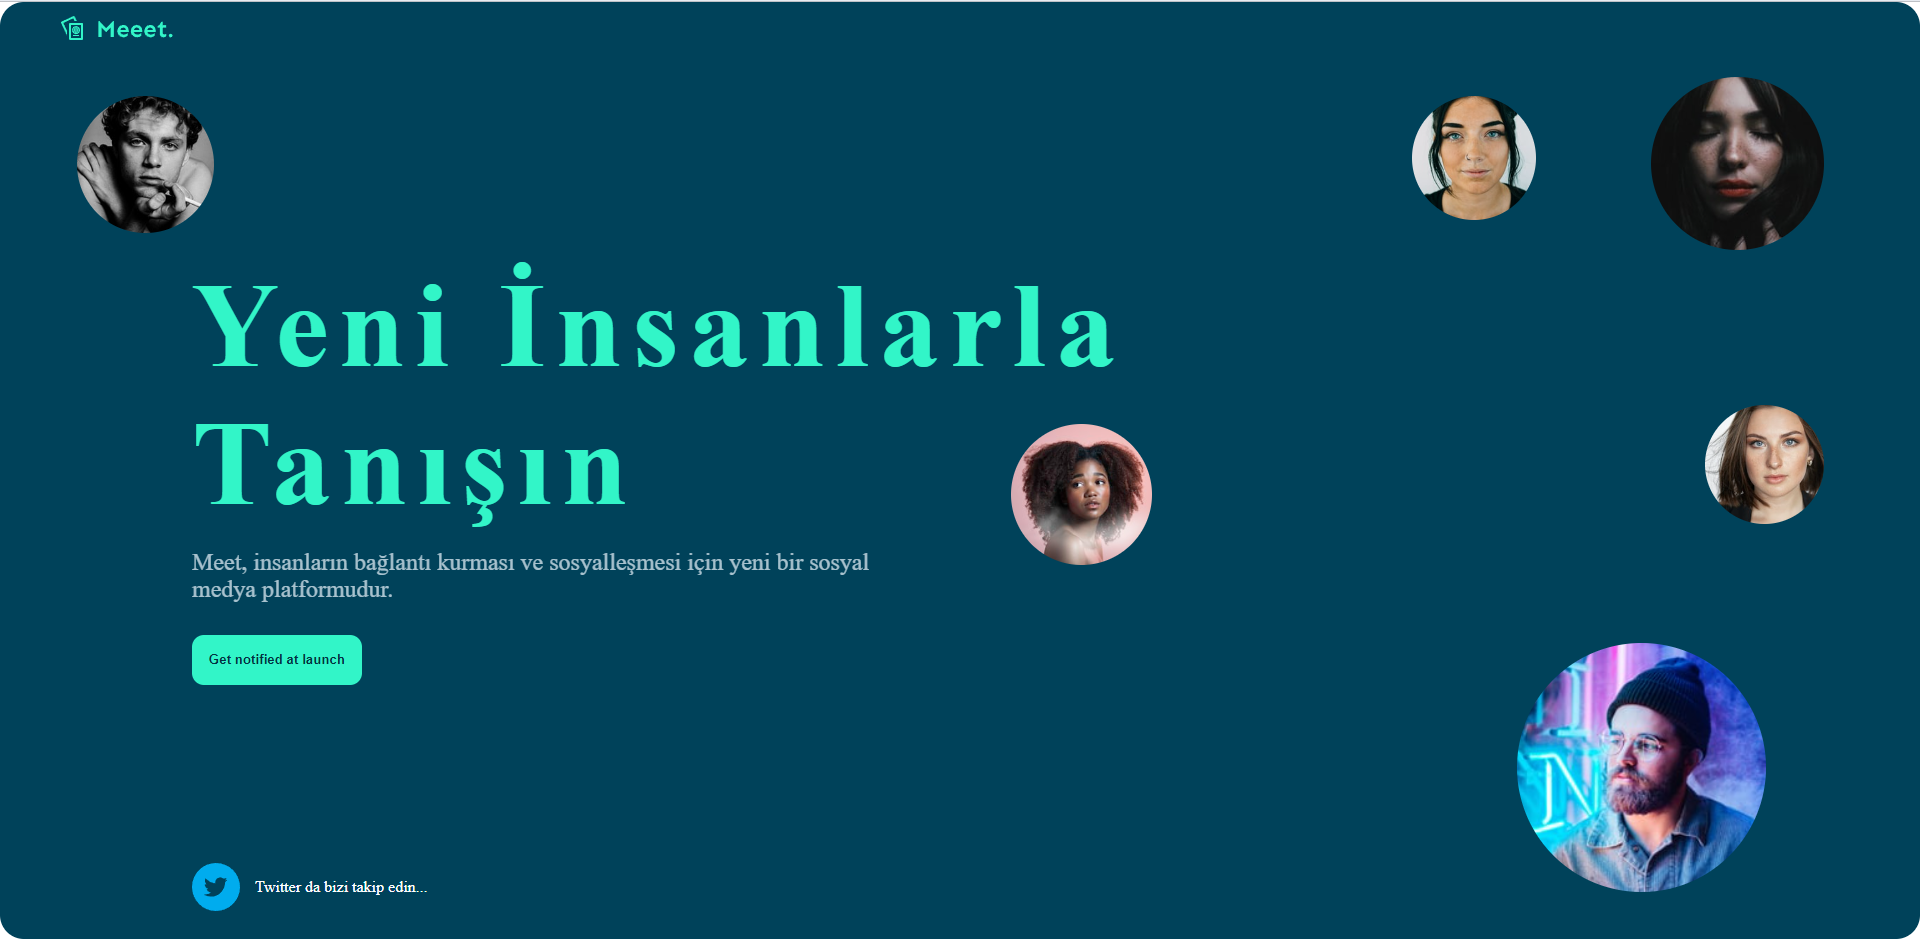 Meeet.
Yeni İnsanlarla
Tanışın
Meet, insanların bağlantı kurması ve sosyalleşmesi için yeni bir sosyal
medya platformudur.
Get notified at launch
Twitter da bizi takip edin...